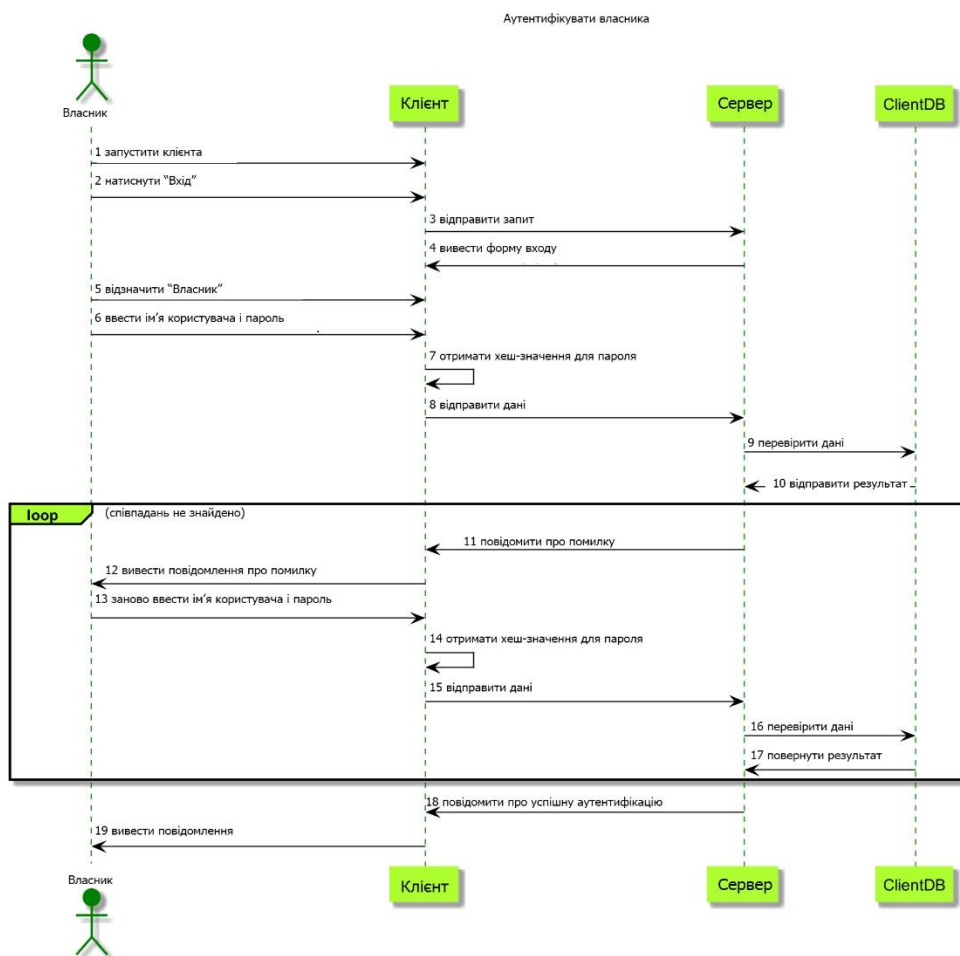 Аутентифікувати власника
Власник
Клієнт
Сервер
ClientDB
1 запустити клієнта
2 натиснути “Вхід”
3 відправити запит
4 вивести форму входу
5 відзначити “Власник”
6 ввести ім’я користувача і пароль
7 отримати хеш-значення для пароля
8 відправити дані
9 перевірити дані
10 відправити результат
loop
(співпадань не знайдено)
11 повідомити про помилку
12 вивести повідомлення про помилку
13 заново ввести ім’я користувача і пароль
14 отримати хеш-значення для пароля
15 відправити дані
16 перевірити дані
17 повернути результат
18 повідомити про успішну аутентифікацію
19 вивести повідомлення
Власник
Клієнт
Сервер
ClientDB